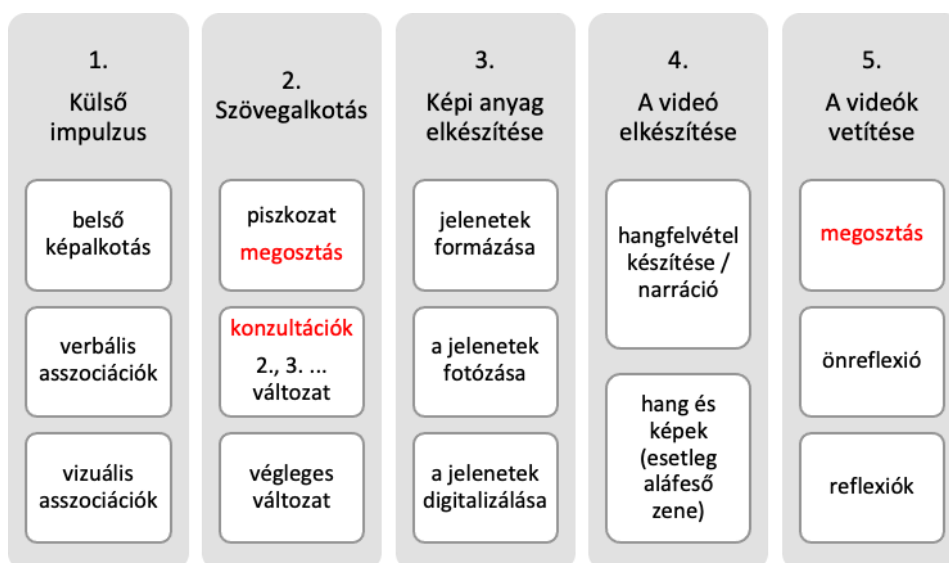 1.
Külső
impulzus
belső
képalkotás
verbális
asszociációk
vizuális
asszociációk
2.
Szövegalkotás
piszkozat
megosztás
konzultációk
2., 3. ...
változat
végleges
változat
3.
Képi anyag
elkészítése
jelenetek
formázása
a jelenetek
fotózása
a jelenetek
digitalizálása
4.
A videó
elkészítése
hangfelvétel
készítése /
narráció
hang és
képek
(esetleg
aláfeső
zene)
5.
A videók
vetítése
megosztás
önreflexió
reflexiók